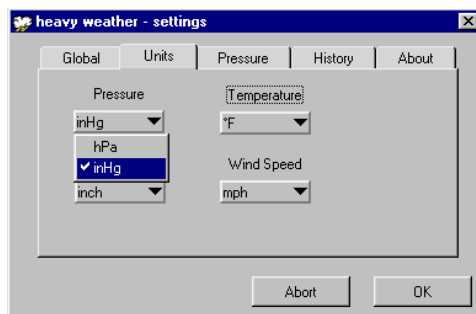 heavy weather - settings
Global Units Pressure History About
Pressure Temperature
inHg °F
hPa
inHg Wind Speed
inch mph
Abort OK